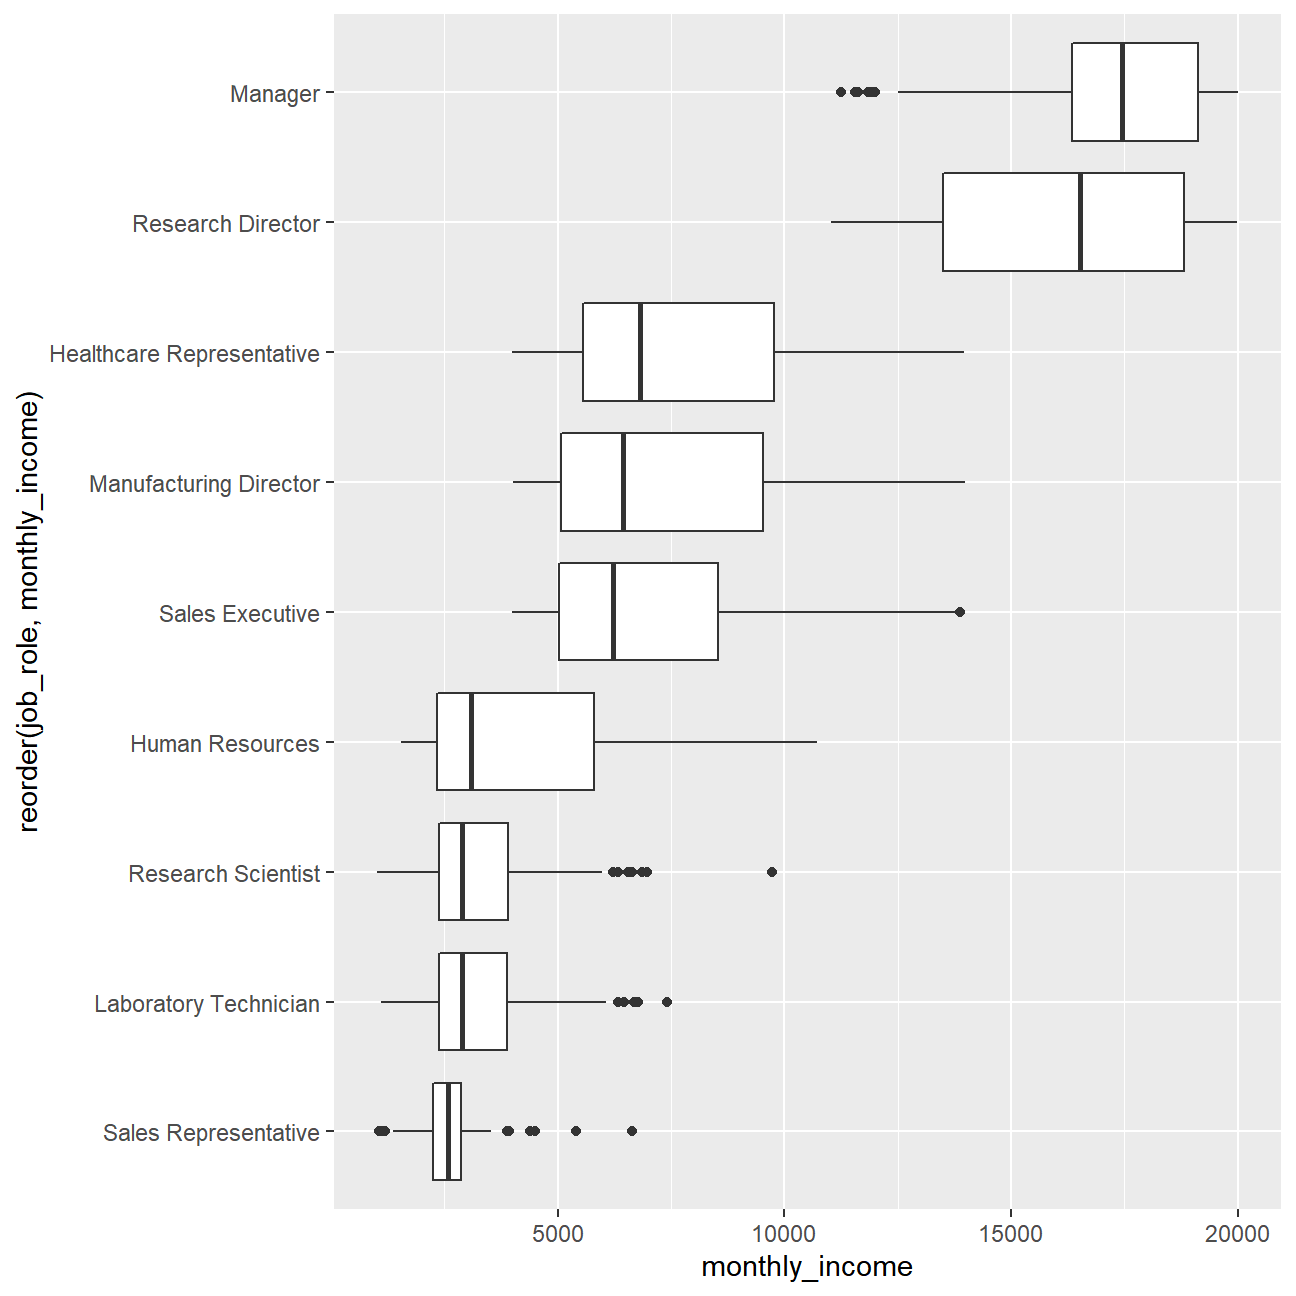 Manager
Research Director
Healthcare Representative
Manufacturing Director
Sales Executive
Human Resources
Research Scientist
Laboratory Technician
Sales Representative
reorder(job_role, monthly_income)
5000
10000
15000
20000
monthly_income